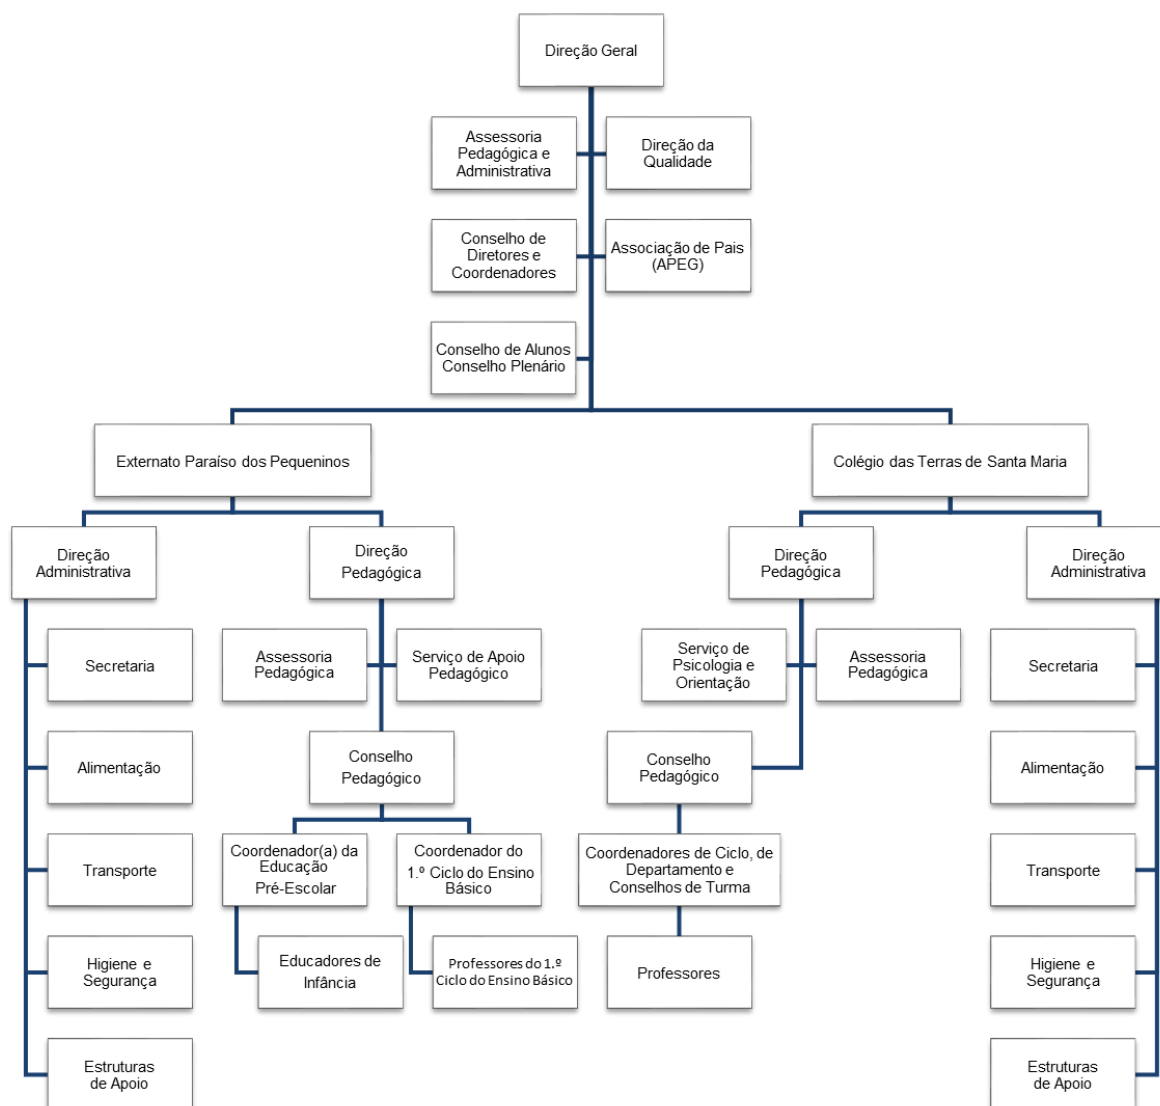 Direção Geral
Assessoria
Pedagógica e
Administrativa
Direção da
Qualidade
Conselho de
Diretores e
Coordenadores
Associação de Pais
(APEG)
Conselho de Alunos
Conselho Plenário
Externato Paraíso dos Pequeninos
Colégio das Terras de Santa Maria
Direção
Administrativa
Direção
Pedagógica
Direção
Pedagógica
Direção
Administrativa
Secretaria
Assessoria
Pedagógica
Serviço de Apoio
Pedagógico
Serviço de
Psicologia e
Orientação
Assessoria
Pedagógica
Secretaria
Alimentação
Conselho
Pedagógico
Conselho
Pedagógico
Alimentação
Transporte
Coordenador(a) da
Educação
Pré-Escolar
Coordenador do
1.º Ciclo do Ensino
Básico
Coordenadores de Ciclo, de
Departamento e
Conselhos de Turma
Transporte
Higiene e
Segurança
Educadores de
Infância
Professores do 1.º
Ciclo do Ensino Básico
Professores
Higiene e
Segurança
Estruturas
de Apoio
Estruturas
de Apoio